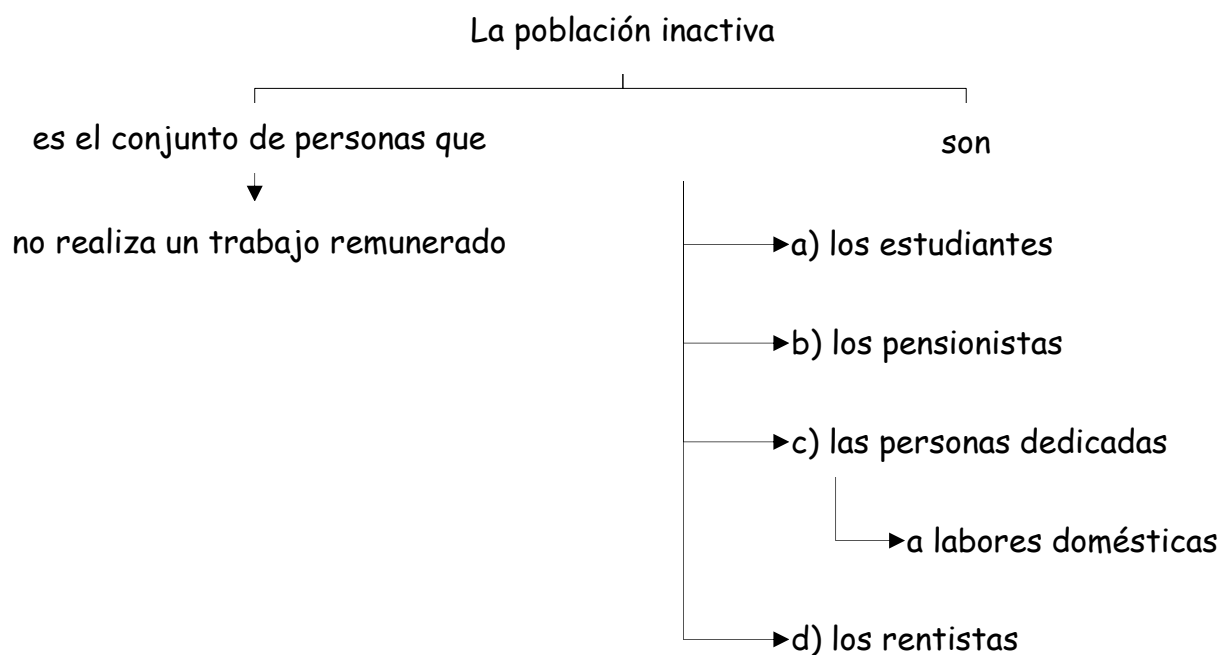 La población inactiva
es el conjunto de personas que
no realiza un trabajo remunerado
son
a) los estudiantes
b) los pensionistas
c) las personas dedicadas
a labores domésticas
d) los rentistas